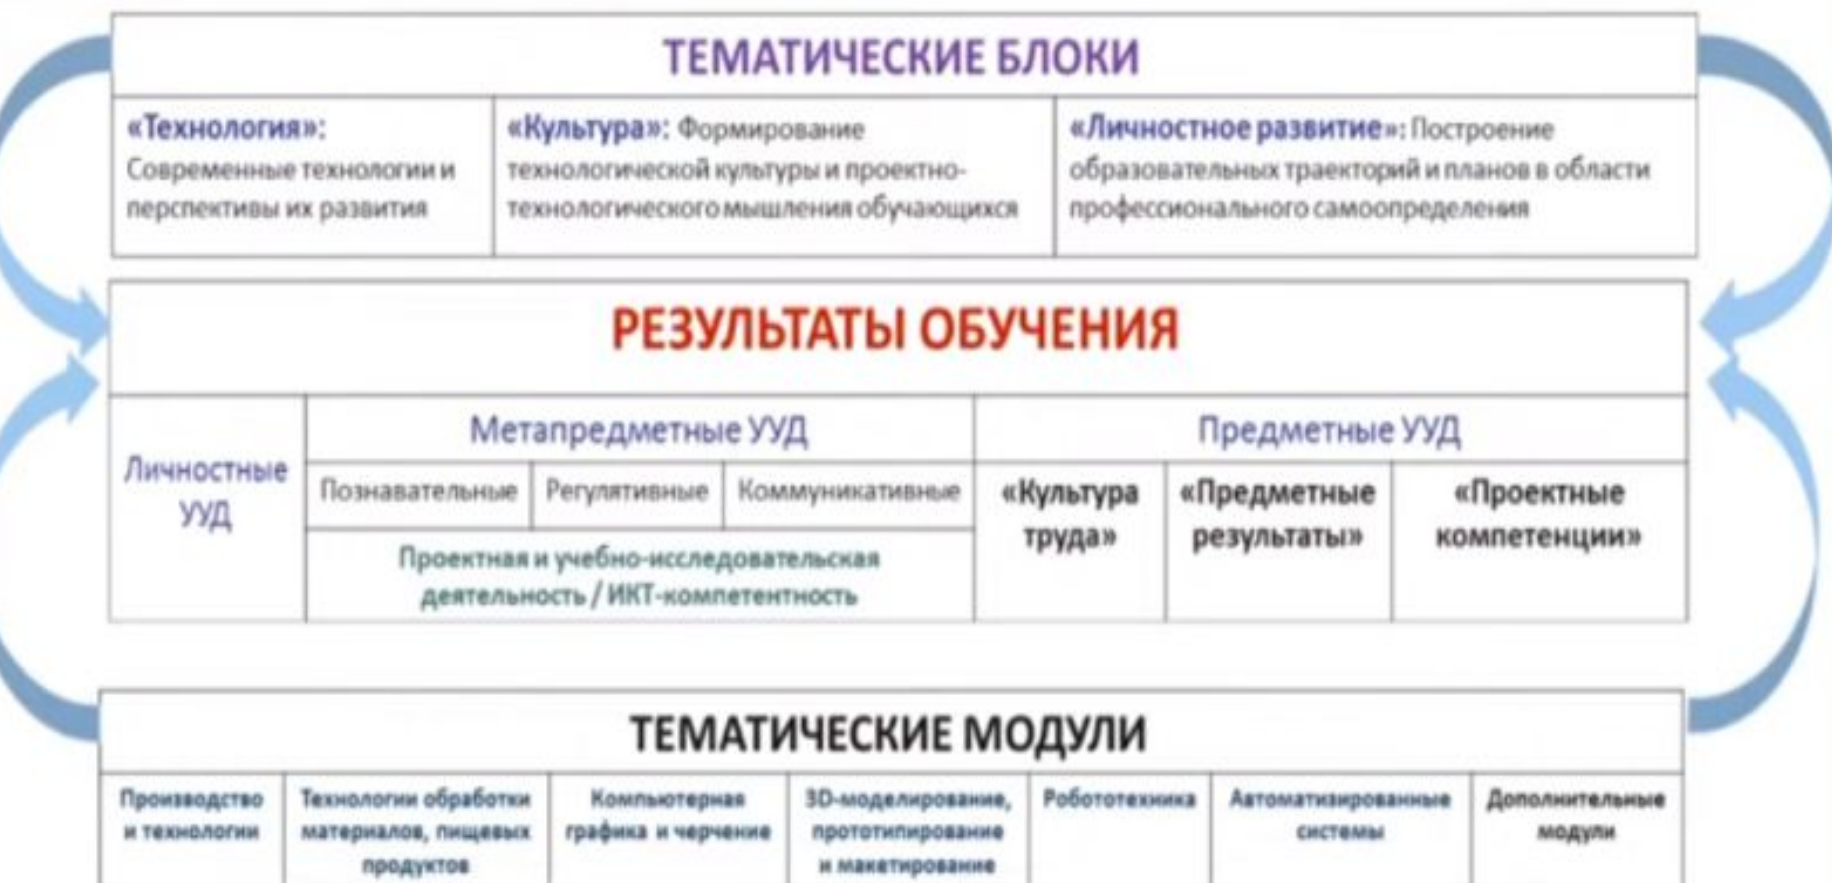 ТЕМАТИЧЕСКИЕ БЛОКИ
«Технология»:
Современные технологии и
перспективы их развития
«Культура»: Формирование
технологической культуры и проектно-
технологического мышления обучающихся
«Личностное развитие»: Построение
образовательных траекторий и планов в области
профессионального самоопределения
РЕЗУЛЬТАТЫ ОБУЧЕНИЯ
Личностные
УУД
Метапредметные УУД
Познавательные
Регулятивные
Коммуникативные
Проектная и учебно-исследовательская
деятельность / ИКТ-компетентность
Предметные УУД
«Культура
труда»
«Предметные
результаты»
«Проектные
компетенции»
ТЕМАТИЧЕСКИЕ МОДУЛИ
Производство
и технологии
Технологии обработки
материалов, пищевых
продуктов
Компьютерная
графика и черчение
3D-моделирование,
прототипирование
и макетирование
Робототехника
Автоматизированные
системы
Дополнительные
модули